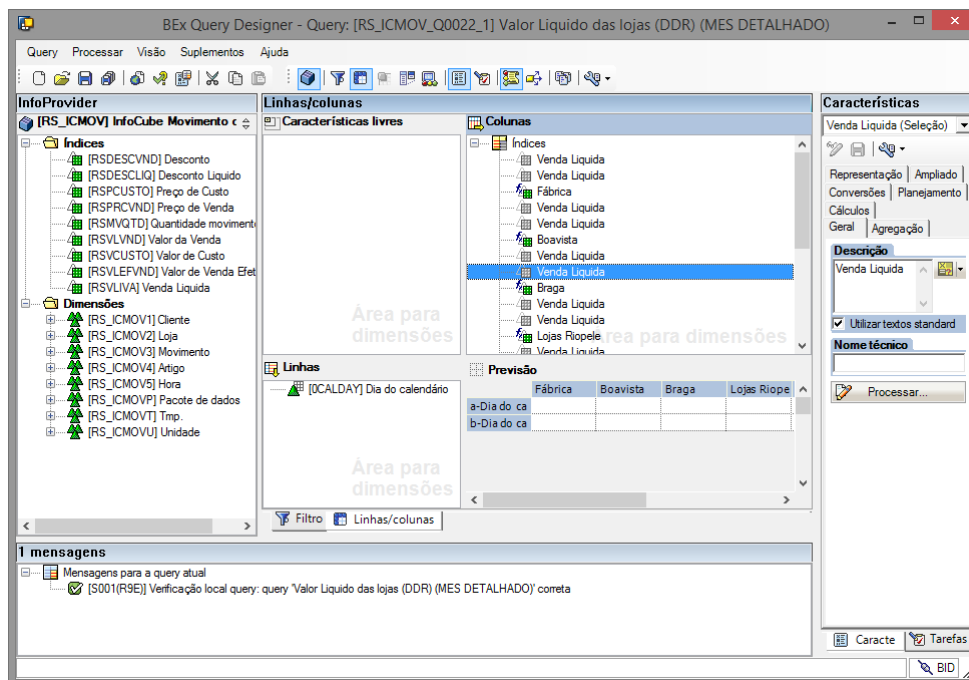 BEx Query Designer - Query: [RS_ICMOV_Q0022_1] Valor Liquido das lojas (DDR) (MES DETALHADO)
Query Processar Visão Suplementos Ajuda
InfoProvider
[RS_ICMOV] InfoCube Movimento c
Índices
[RSDESCVND] Desconto
[RSDESCLIQ] Desconto Liquido
[RSPCUSTO] Preço de Custo
[RSPRCVND] Preço de Venda
[RSMVQTD] Quantidade moviment
[RSVLVND] Valor da Venda
[RSVCUSTO] Valor de Custo
[RSVLEFVND] Valor de Venda Efet
[RSVLIVA] Venda Liquida
Dimensões
[RS_ICMOV1] Cliente
[RS_ICMOV2] Loja
[RS_ICMOV3] Movimento
[RS_ICMOV4] Artigo
[RS_ICMOV5] Hora
[RS_ICMOVP] Pacote de dados
[RS_ICMOVT] Tmp.
[RS_ICMOVU] Unidade
Linhas/colunas
Características livres
Área para
dimensões
Colunas
Índices
Venda Liquida
Venda Liquida
Fábrica
Venda Liquida
Venda Liquida
Boavista
Venda Liquida
Venda Liquida
Braga
Venda Liquida
Venda Liquida
Lojas Riopele
Área para dimensões
Venda Liquida
Linhas
[0CALDAY] Dia do calendário
Área para
dimensões
Previsão
Fábrica Boavista Braga Lojas Riope
a-Dia do ca
b-Dia do ca
Filtro Linhas/colunas
Características
Venda Liquida (Seleção)
Representação Ampliado
Conversões Planejamento
Cálculos
Geral Agregação
Descrição
Venda Liquida
Utilizar textos standard
Nome técnico
Processar...
1 mensagens
Mensagens para a query atual
[S001(R9E)] Verificação local query: query 'Valor Liquido das lojas (DDR) (MES DETALHADO)' correta
Caracte Tarefas
BID